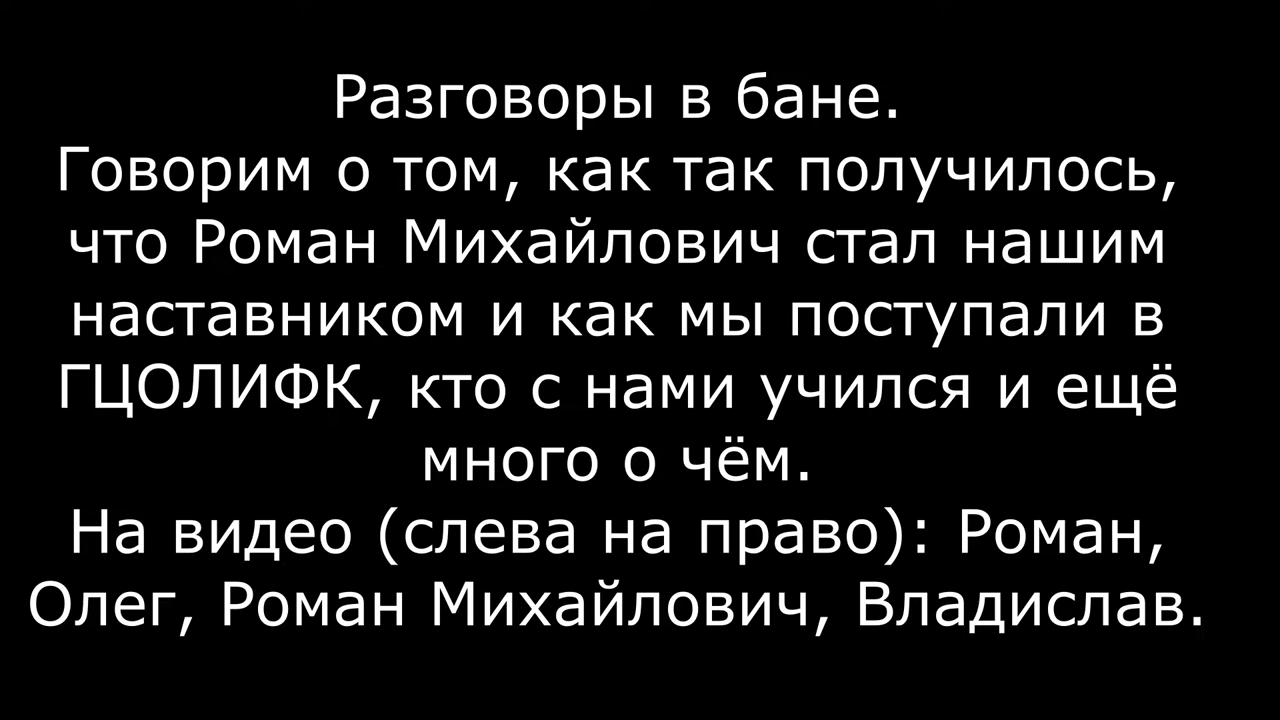 Разговоры в бане.
Говорим о том, как так получилось,
что Роман Михайлович стал нашим
наставником и как мы поступали в
ГЦОЛИФК, кто с нами учился и ещё
много о чём.
На видео (слева на право): Роман,
Олег, Роман Михайлович, Владислав.